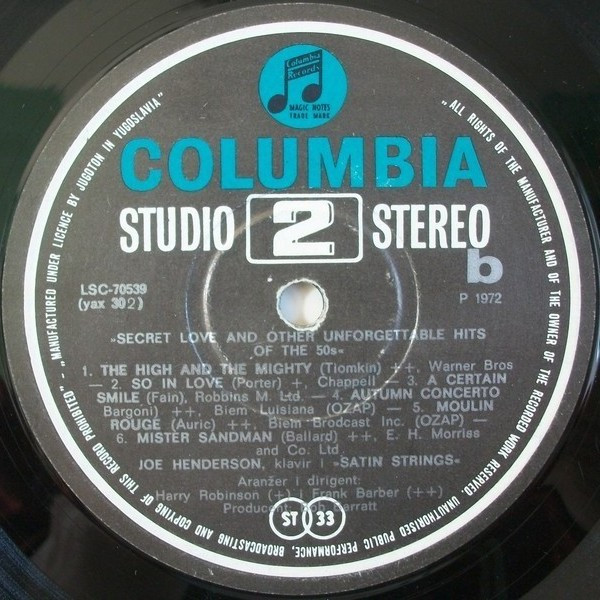 Columbia
Records
MAGIC NOTES
TRADE MARK
COLUMBIA
STUDIO 2 STEREO
b
LSC-70539
(yax 302)
P 1972
»SECRET LOVE AND OTHER UNFORGETTABLE HITS
OF THE 50s«
1. THE HIGH AND THE MIGHTY (Tiomkin) ++, Warner Bros
— 2. SO IN LOVE (Porter) +, Chappell — 3. A CERTAIN
SMILE (Fain), Robbins M. Ltd. — 4. AUTUMN CONCERTO
Bargoni) ++, Biem Luisiana (OZAP) — 5. MOULIN
ROUGE (Auric) ++, Biem Brodcast Inc. (OZAP) —
6. MISTER SANDMAN (Ballard) ++, E. H. Morriss
and Co. Ltd.
JOE HENDERSON, klavir i »SATIN STRINGS«
Aranžer i dirigent:
Harry Robinson (+) i Frank Barber (++)
Producent: Bob Barratt
ST 33
"MANUFACTURED UNDER LICENCE BY JUGOTON IN YUGOSLAVIA"
"ALL RIGHTS OF THE MANUFACTURER AND OF THE OWNER OF THE RECORDED WORK RESERVED. UNAUTHORISED PUBLIC PERFORMANCE, BROADCASTING AND COPYING OF THIS RECORD PROHIBITED"